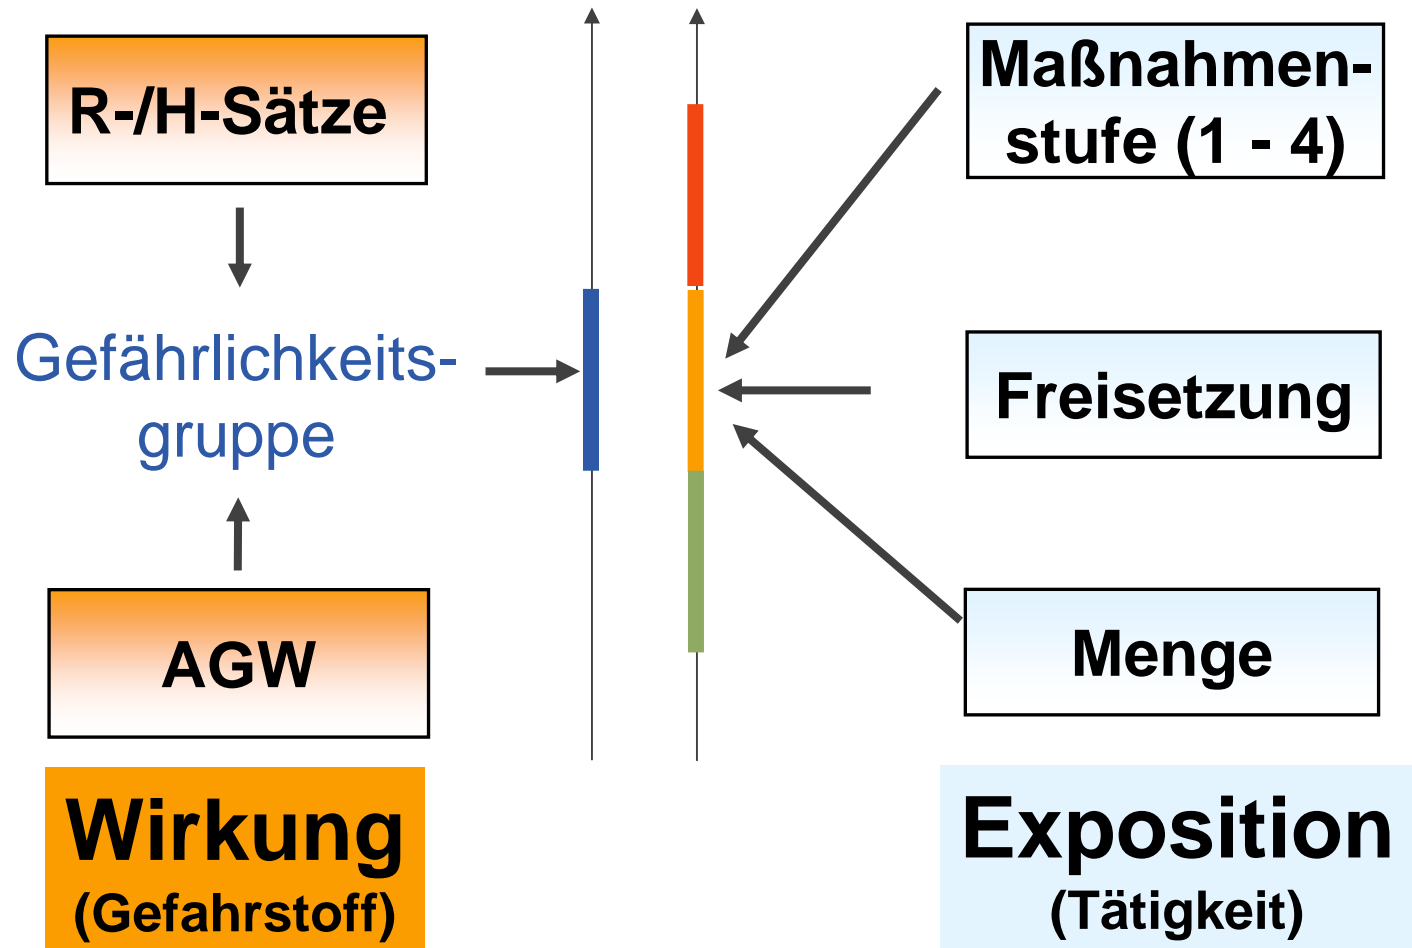 R-/H-Sätze
Gefährlichkeits-
gruppe
AGW
Wirkung
(Gefahrstoff)
Maßnahmen-
stufe (1 - 4)
Freisetzung
Menge
Exposition
(Tätigkeit)